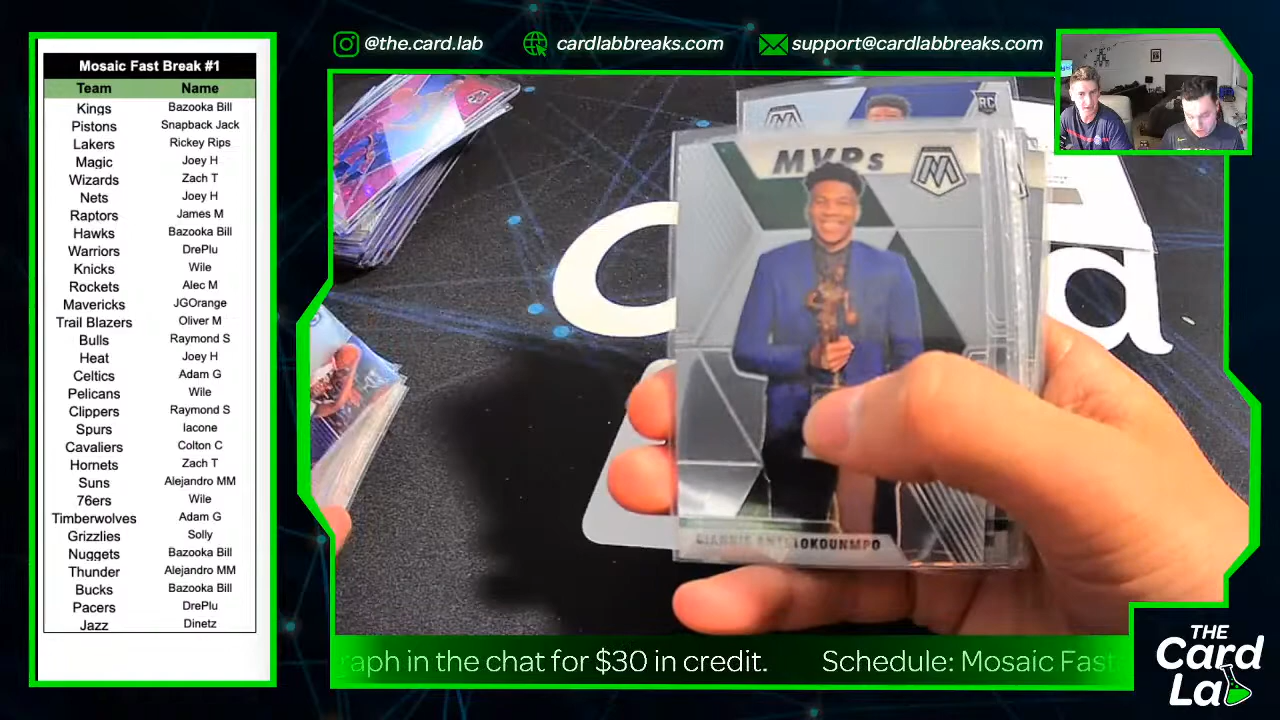 Mosaic Fast Break #1
Team Name
Kings Bazooka Bill
Pistons Snapback Jack
Lakers Rickey Rips
Magic Joey H
Wizards Zach T
Nets Joey H
Raptors James M
Hawks Bazooka Bill
Warriors DrePlu
Knicks Wile
Rockets Alec M
Mavericks JGOrange
Trail Blazers Oliver M
Bulls Raymond S
Heat Joey H
Celtics Adam G
Pelicans Wile
Clippers Raymond S
Spurs Iacone
Cavaliers Colton C
Hornets Zach T
Suns Alejandro MM
76ers Wile
Timberwolves Adam G
Grizzlies Solly
Nuggets Bazooka Bill
Thunder Alejandro MM
Bucks Bazooka Bill
Pacers DrePlu
Jazz Dinetz
@the.card.lab cardlabbreaks.com support@cardlabbreaks.com
RC
MVPs
M
GIANNIS ANTETOKOUNMPO
C d
raph in the chat for $30 in credit. Schedule: Mosaic Fast
THE
Card
Lab